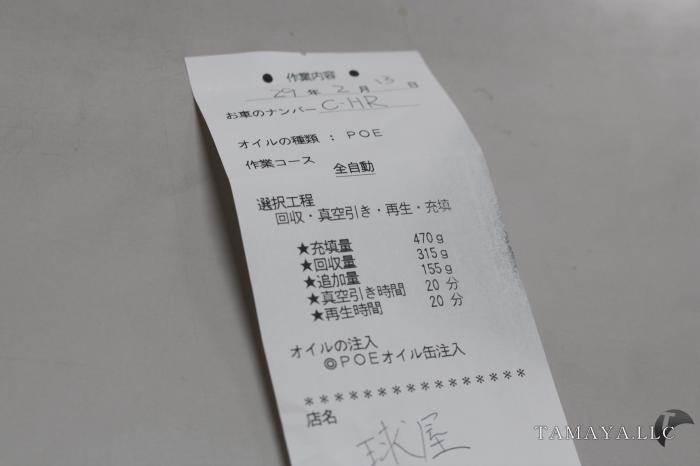 ● 作業内容 ●
29 年 2 月 13 日
お車のナンバー C-HR
オイルの種類 : POE
作業コース 全自動
選択工程
回収・真空引き・再生・充填
★充填量 470g
★回収量 315g
★追加量 155g
★真空引き時間 20 分
★再生時間 20 分
オイルの注入
◎POEオイル缶注入
****************
店名
球屋
TAMAYA.LLC